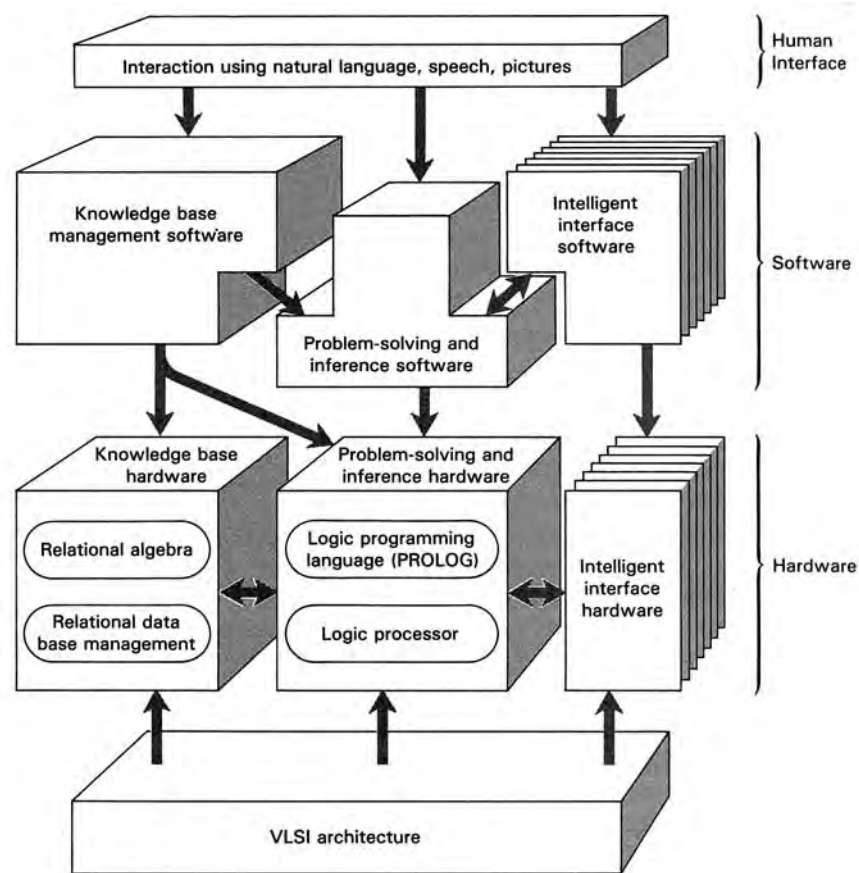 Interaction using natural language, speech, pictures
Human
Interface
Knowledge base
management software
Intelligent
interface
software
Software
Problem-solving and
inference software
Knowledge base
hardware
Problem-solving and
inference hardware
Relational algebra
Logic programming
language (PROLOG)
Intelligent
interface
hardware
Hardware
Relational data
base management
Logic processor
VLSI architecture